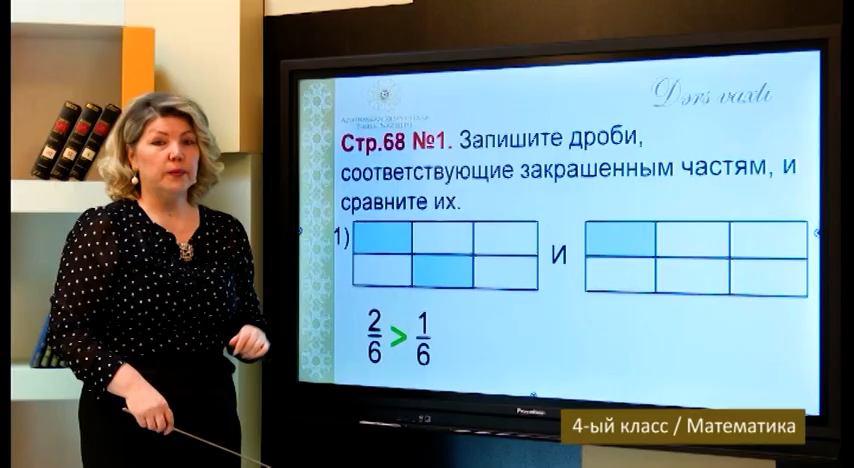 Dərs vaxtı
Стр.68 №1. Запишите дроби,
соответствующие закрашенным частям, и
сравните их.
1)
И
2/6 > 1/6
4-ый класс / Математика